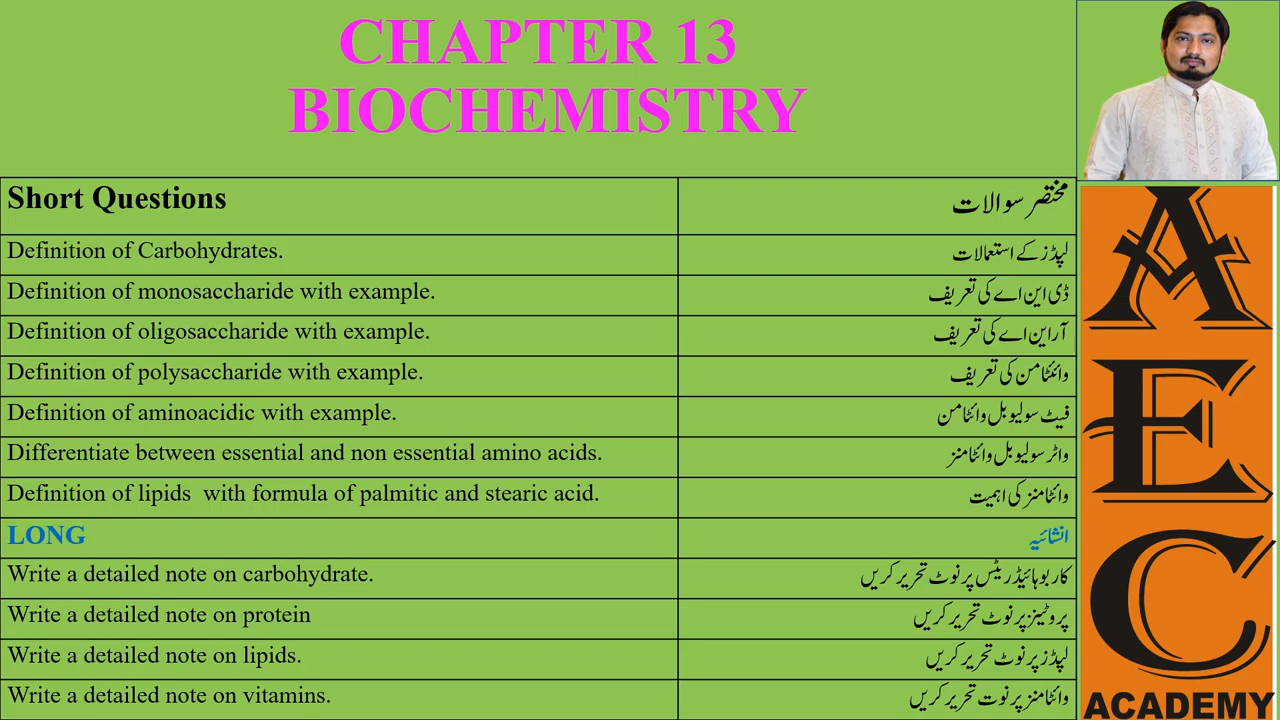 CHAPTER 13
BIOCHEMISTRY
Short Questions
مختصر سوالات
Definition of Carbohydrates.
لپڈز کے استعمالات
Definition of monosaccharide with example.
ڈی این اے کی تعریف
Definition of oligosaccharide with example.
آر این اے کی تعریف
Definition of polysaccharide with example.
وائٹامن کی تعریف
Definition of aminoacidic with example.
فیٹ سولیوبل وائٹامن
Differentiate between essential and non essential amino acids.
واٹر سولیوبل وائٹامنز
Definition of lipids with formula of palmitic and stearic acid.
وائٹامنز کی اہمیت
LONG
انشائیہ
Write a detailed note on carbohydrate.
کاربوہائیڈریٹس پر نوٹ تحریر کریں
Write a detailed note on protein
پروٹینز پر نوٹ تحریر کریں
Write a detailed note on lipids.
لپڈز پر نوٹ تحریر کریں
Write a detailed note on vitamins.
وائٹامنز پر نوت تحریر کریں
A
E
C
ACADEMY